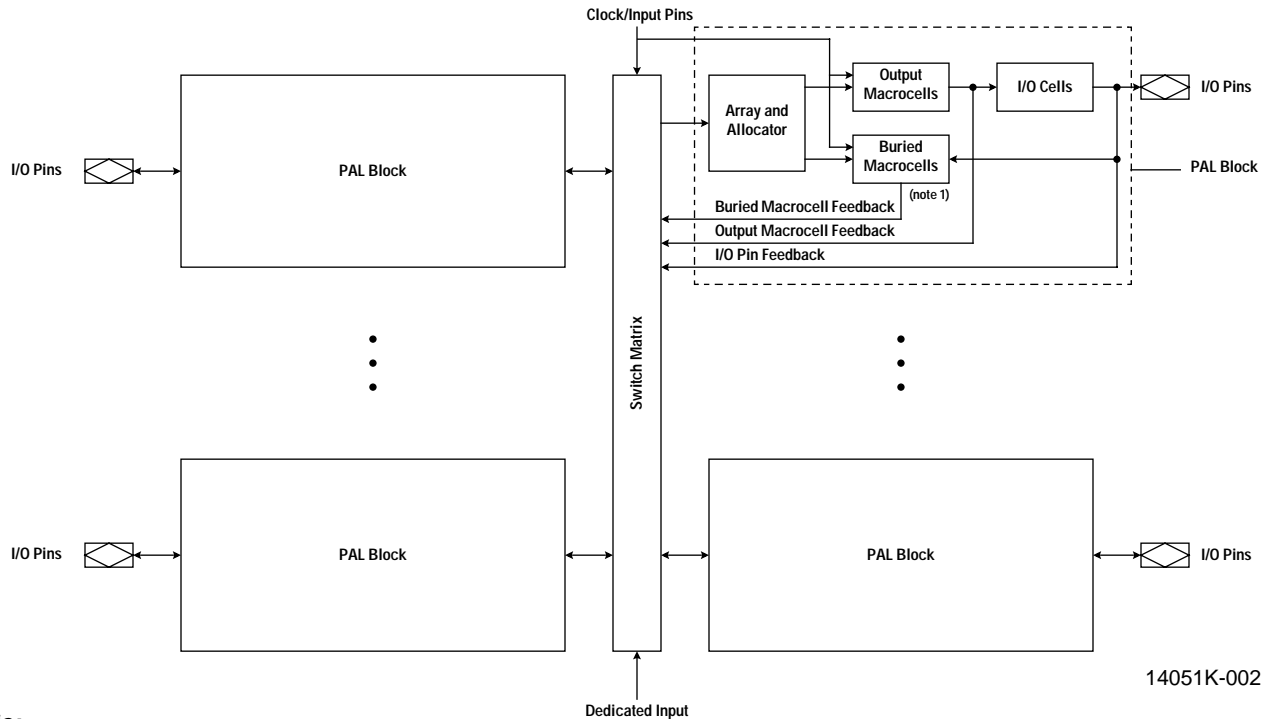 Clock/Input Pins
Output
Macrocells
I/O Cells
I/O Pins
Array and
Allocator
Buried
Macrocells
(note 1)
I/O Pins
PAL Block
PAL Block
Buried Macrocell Feedback
Output Macrocell Feedback
I/O Pin Feedback
Switch Matrix
I/O Pins
PAL Block
PAL Block
I/O Pins
14051K-002
Dedicated Input